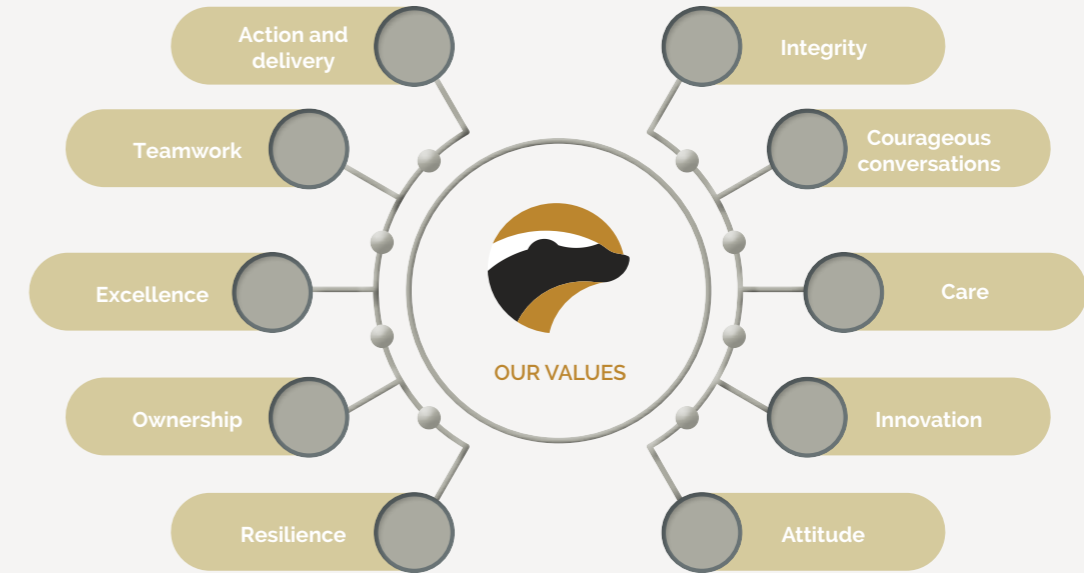 Action and
delivery
Integrity
Teamwork
Courageous
conversations
Excellence
Care
OUR VALUES
Ownership
Innovation
Resilience
Attitude